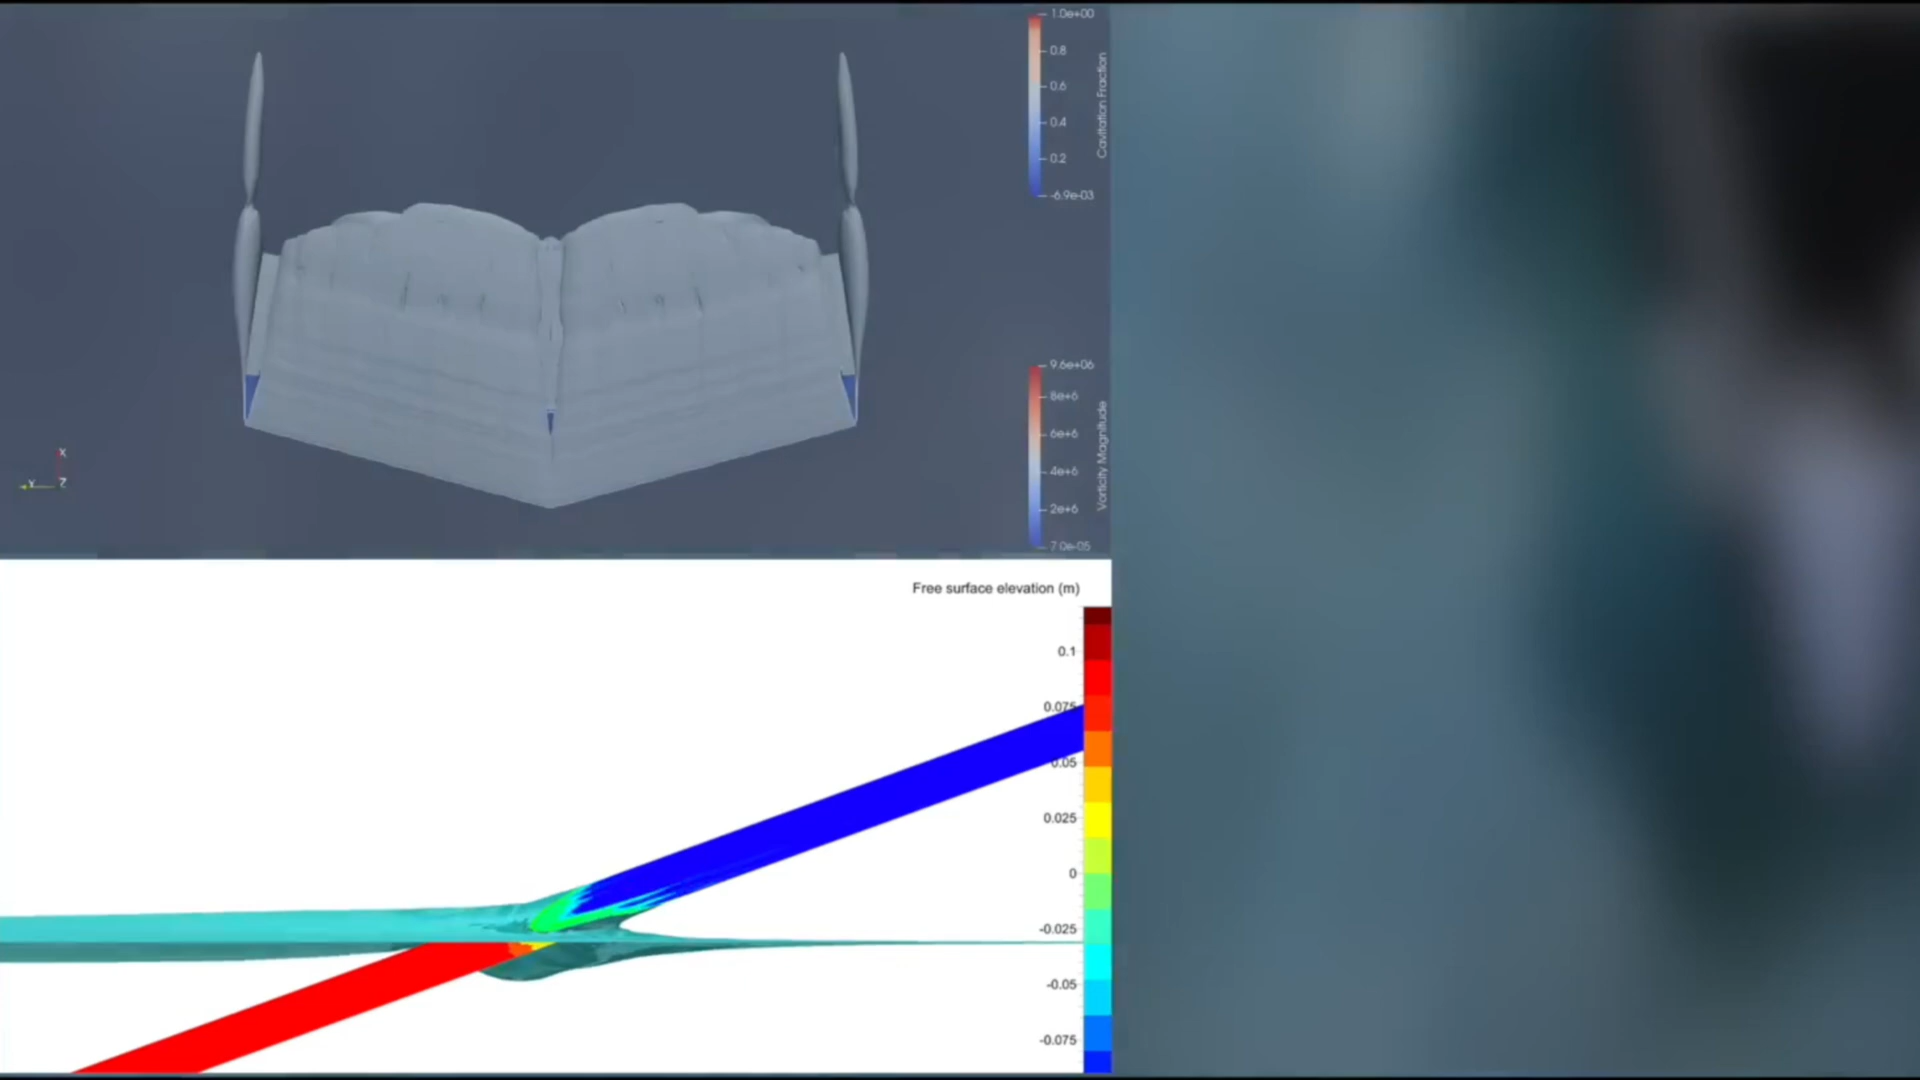 1.0e+00
0.8
0.6
0.4
0.2
-6.9e-03
Cavitation Fraction
9.6e+06
8e+6
6e+6
4e+6
2e+6
7.0e-05
Vorticity Magnitude
X
Y
Z
Free surface elevation (m)
0.1
0.075
0.05
0.025
0
-0.025
-0.05
-0.075